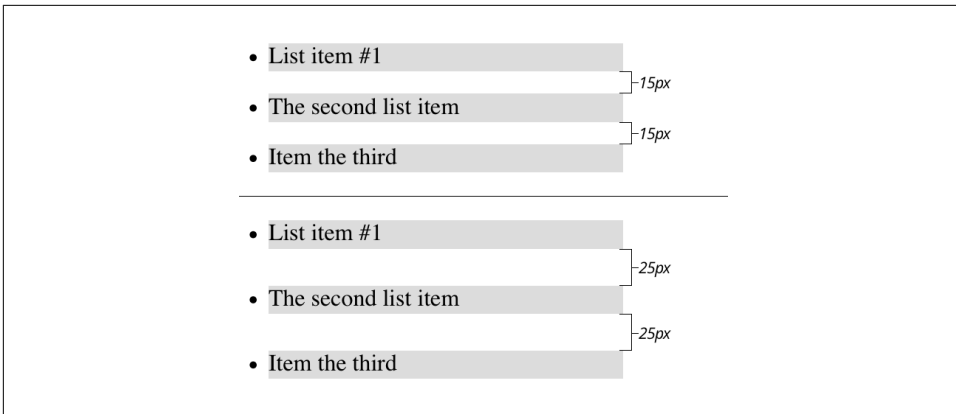 • List item #1
15px
• The second list item
15px
• Item the third
• List item #1
25px
• The second list item
25px
• Item the third